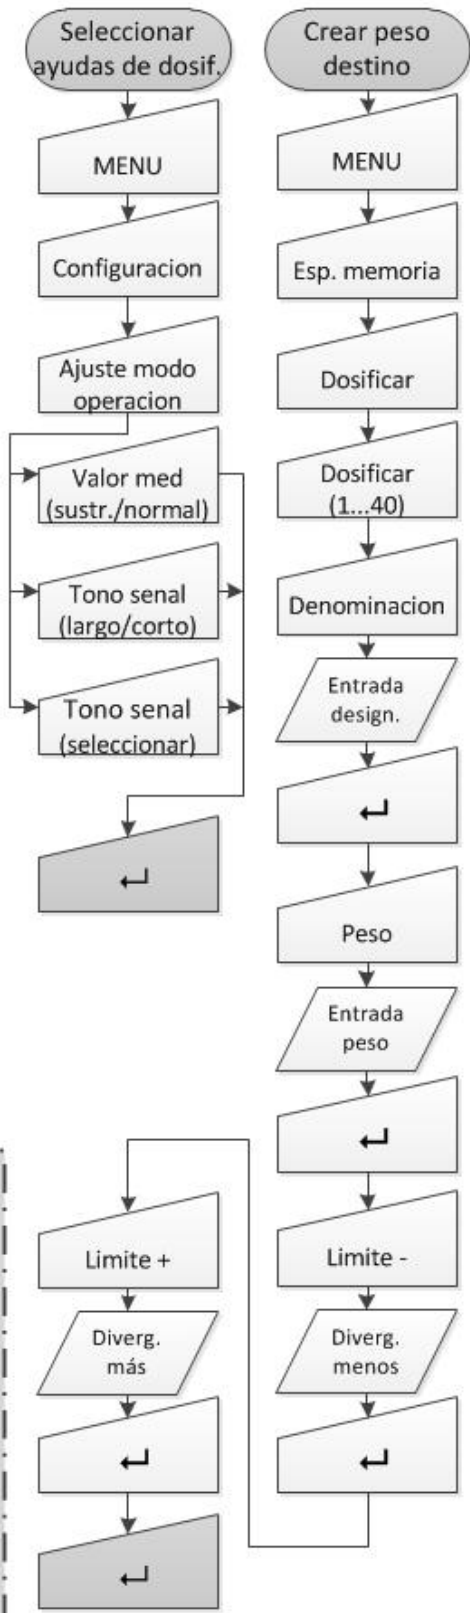 Seleccionar
ayudas de dosif.
MENU
Configuracion
Ajuste modo
operacion
Valor med
(sustr./normal)
Tono senal
(largo/corto)
Tono senal
(seleccionar)
↵
Crear peso
destino
MENU
Esp. memoria
Dosificar
Dosificar
(1...40)
Denominacion
Entrada
design.
↵
Peso
Entrada
peso
↵
Limite -
Diverg.
menos
↵
Limite +
Diverg.
más
↵
↵